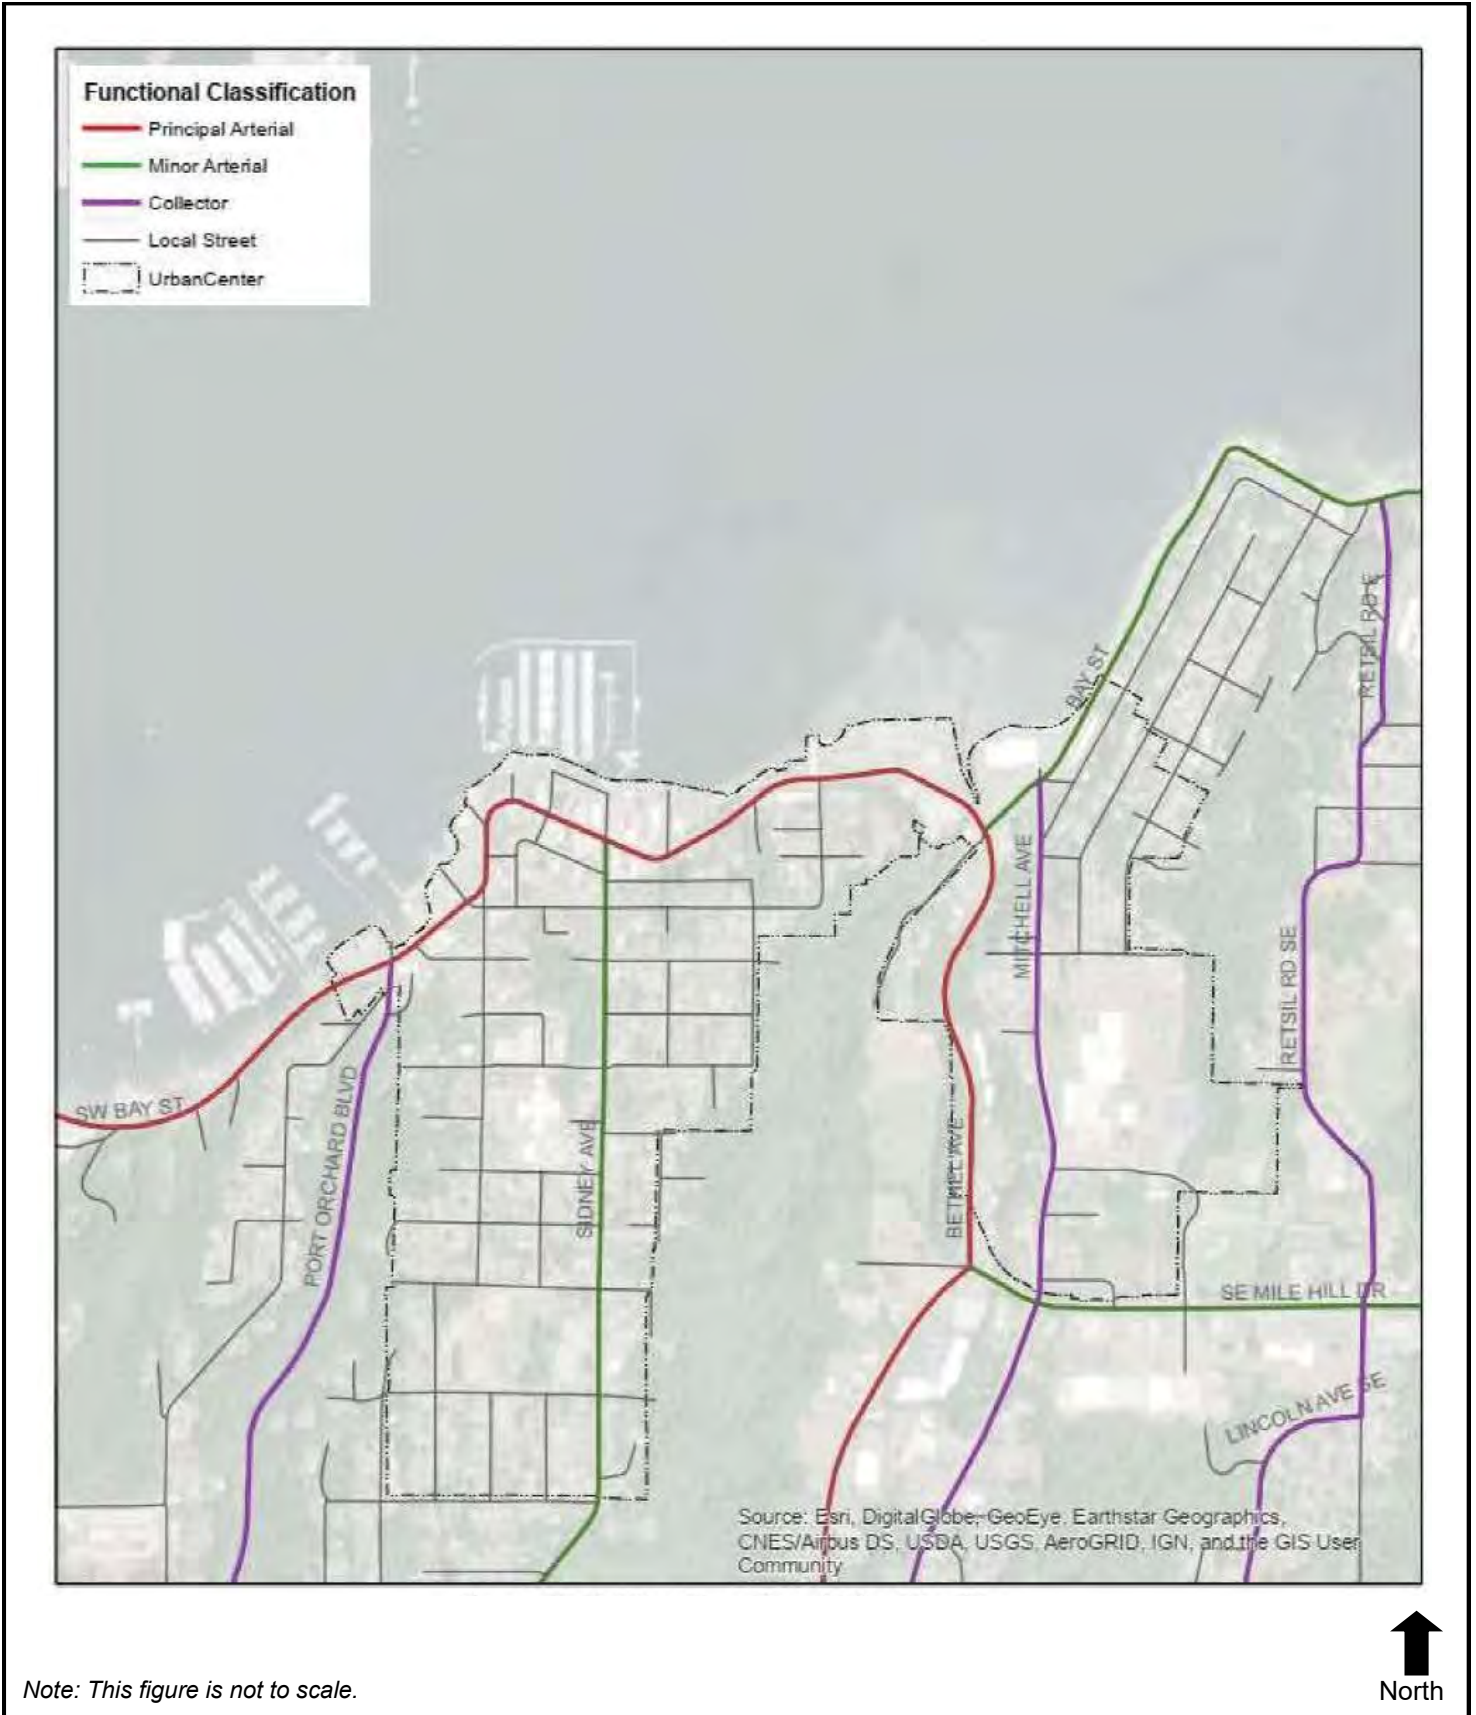 Functional Classification
Principal Arterial
Minor Arterial
Collector
Local Street
UrbanCenter
BAY ST
RETSIL RD E
MITCHELL AVE
RETSIL RD SE
SW BAY ST
PORT ORCHARD BLVD
SIDNEY AVE
BETHEL AVE
SE MILE HILL DR
LINCOLN AVE SE
Source: Esri, DigitalGlobe, GeoEye, Earthstar Geographics,
CNES/Airbus DS, USDA, USGS, AeroGRID, IGN, and the GIS User
Community
Note: This figure is not to scale.
North